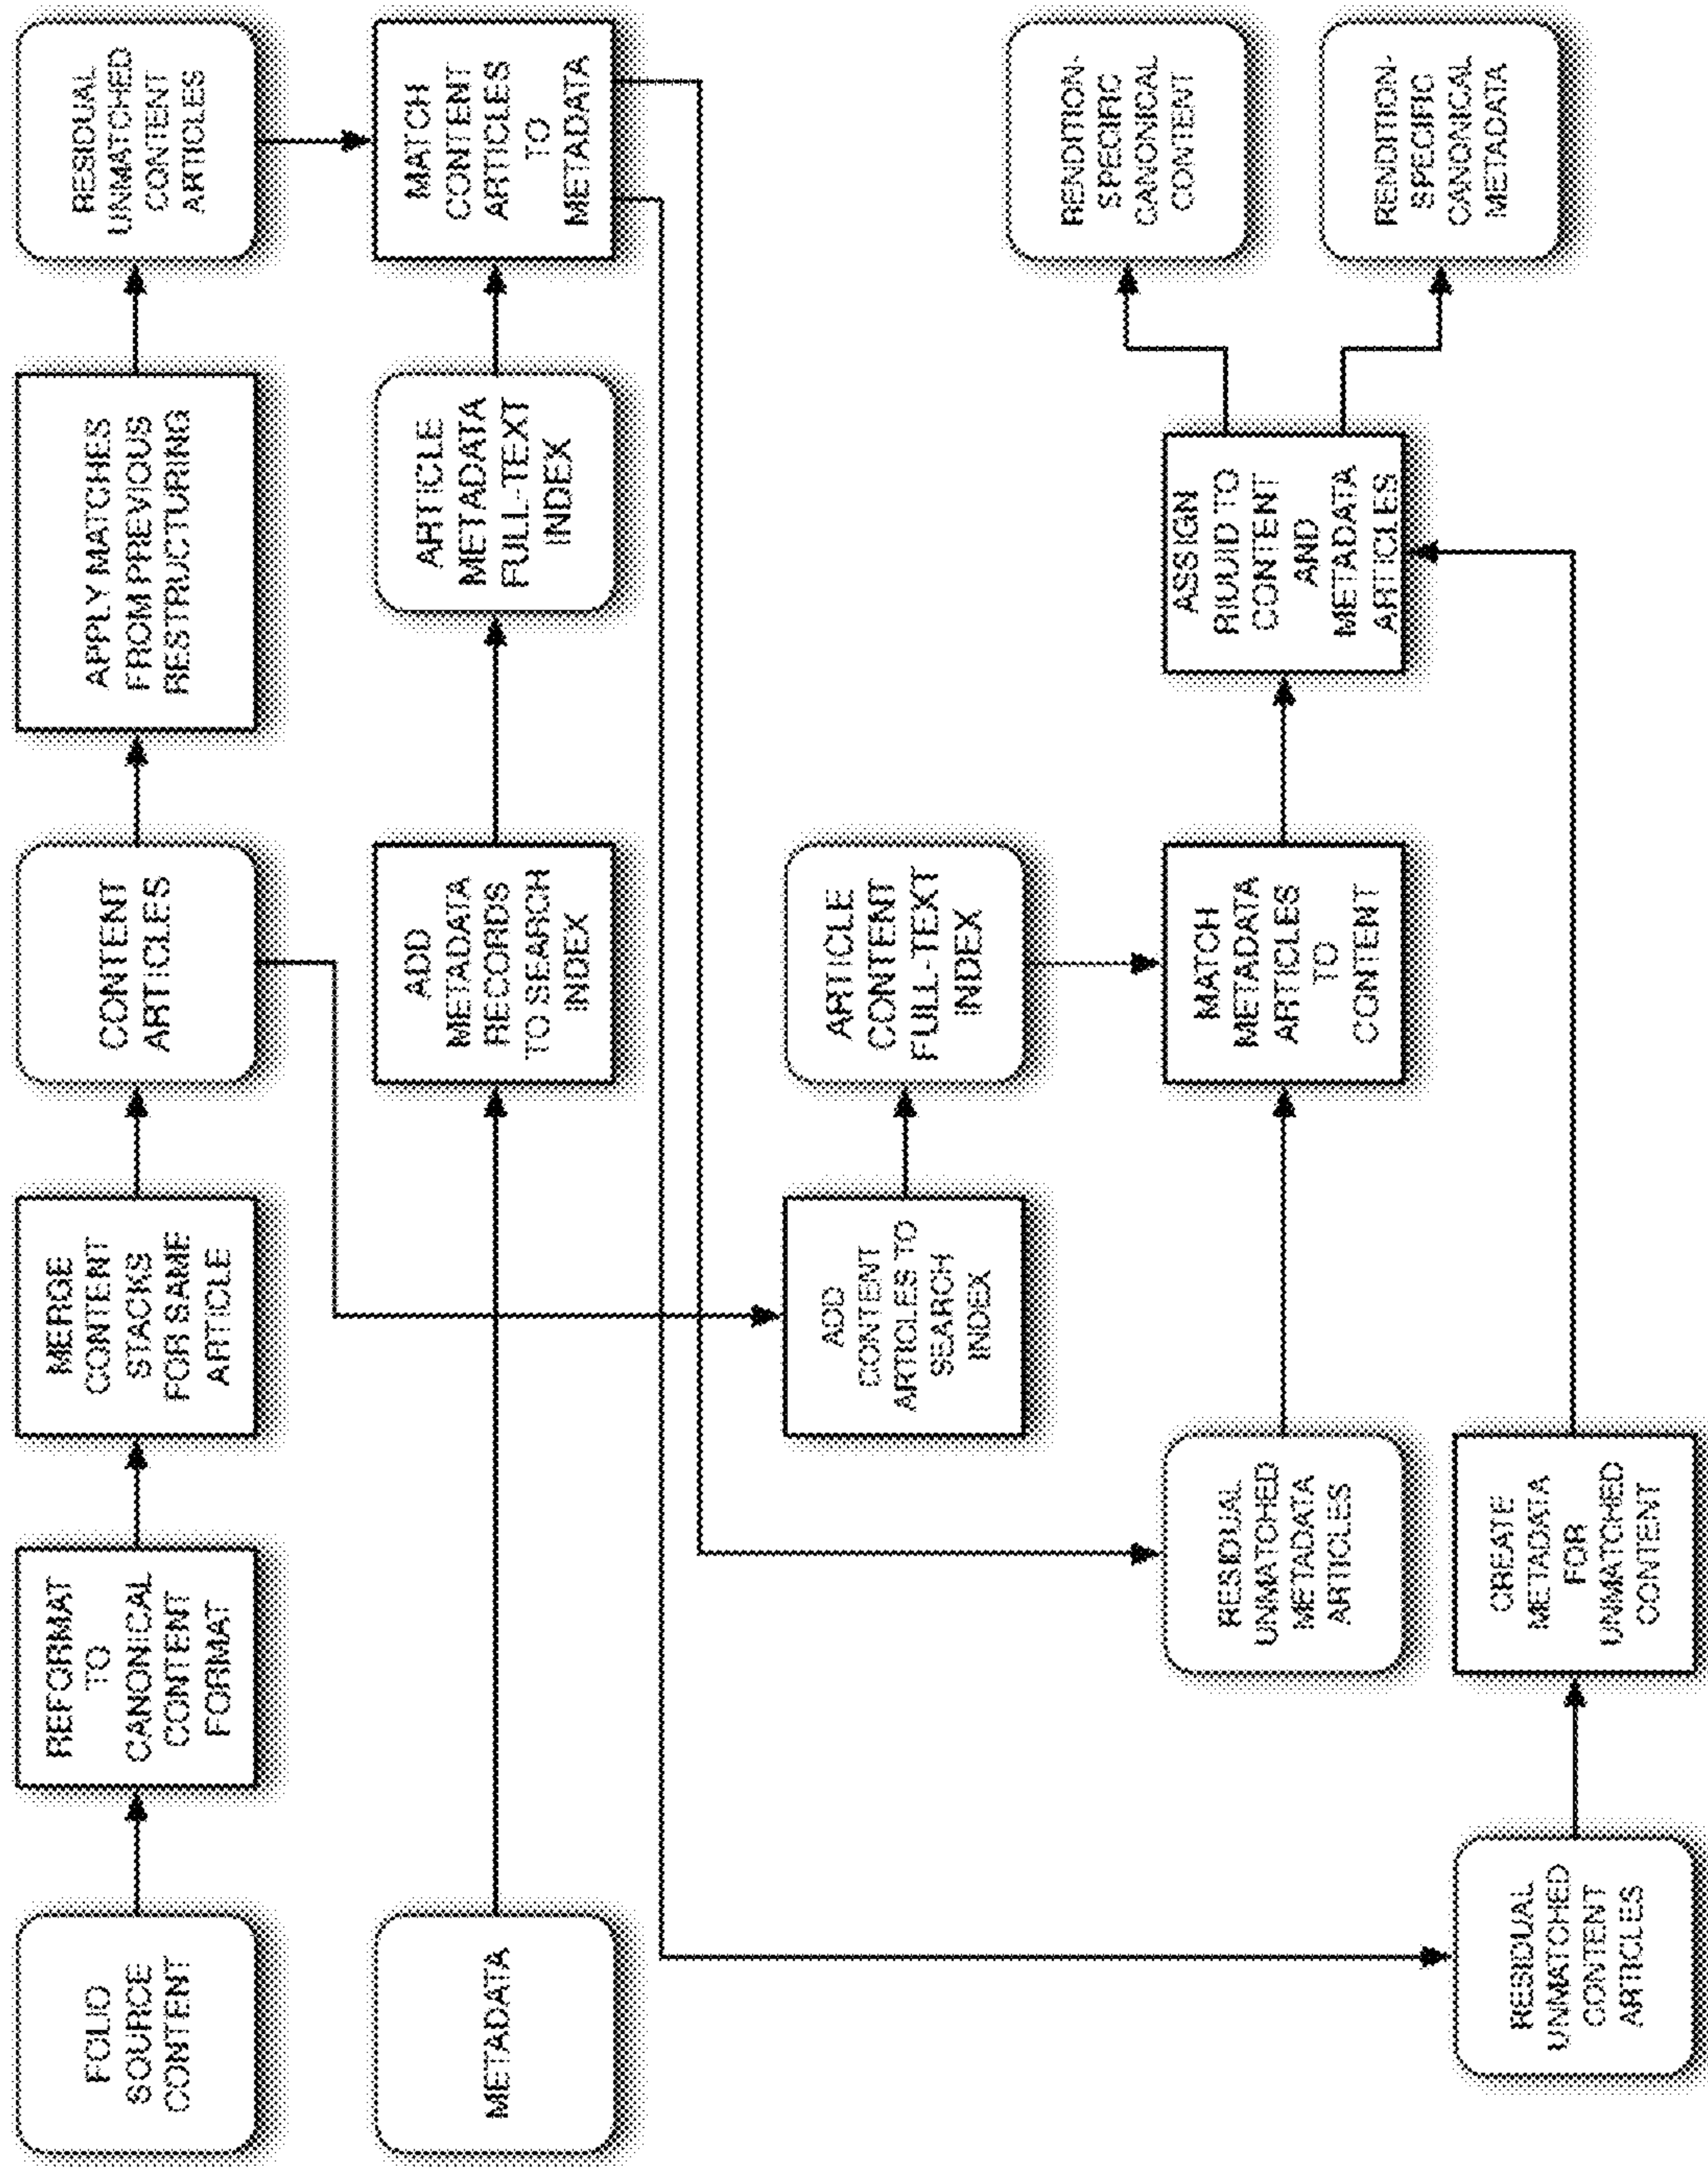 FOLIO
SOURCE
CONTENT
REFORMAT
TO
CANONICAL
CONTENT
FORMAT
MERGE
CONTENT
STACKS
FOR SAME
ARTICLE
CONTENT
ARTICLES
APPLY MATCHES
FROM PREVIOUS
RESTRUCTURING
RESIDUAL
UNMATCHED
CONTENT
ARTICLES
METADATA
ADD
METADATA
RECORDS
TO SEARCH
INDEX
ARTICLE
METADATA
FULL-TEXT
INDEX
MATCH
CONTENT
ARTICLES
TO
METADATA
ADD
CONTENT
ARTICLES TO
SEARCH
INDEX
ARTICLE
CONTENT
FULL-TEXT
INDEX
RESIDUAL
UNMATCHED
METADATA
ARTICLES
MATCH
METADATA
ARTICLES
TO
CONTENT
ASSIGN
RIUUID TO
CONTENT
AND
METADATA
ARTICLES
RENDITION-
SPECIFIC
CANONICAL
CONTENT
RENDITION-
SPECIFIC
CANONICAL
METADATA
RESIDUAL
UNMATCHED
CONTENT
ARTICLES
CREATE
METADATA
FOR
UNMATCHED
CONTENT